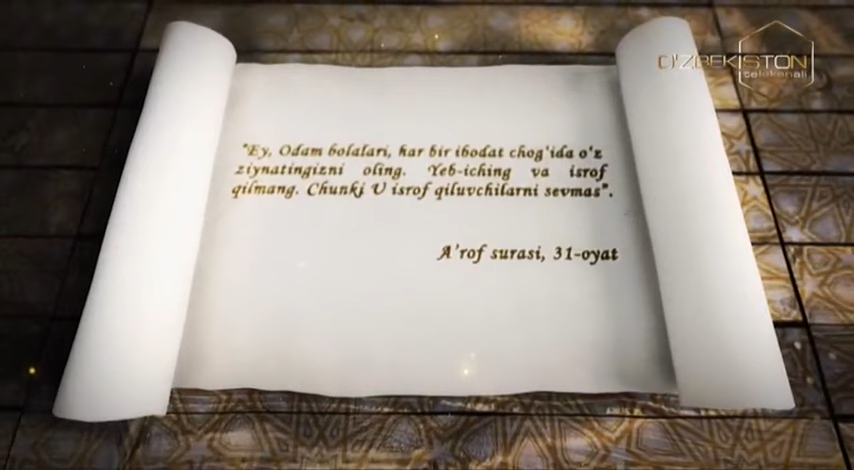 O'ZBEKISTON
telekanali
"Ey, Odam bolalari, har bir ibodat chog'ida o'z
ziynatingizni oling. Yeb-iching va isrof
qilmang. Chunki U isrof qiluvchilarni sevmas".
A'rof surasi, 31-oyat